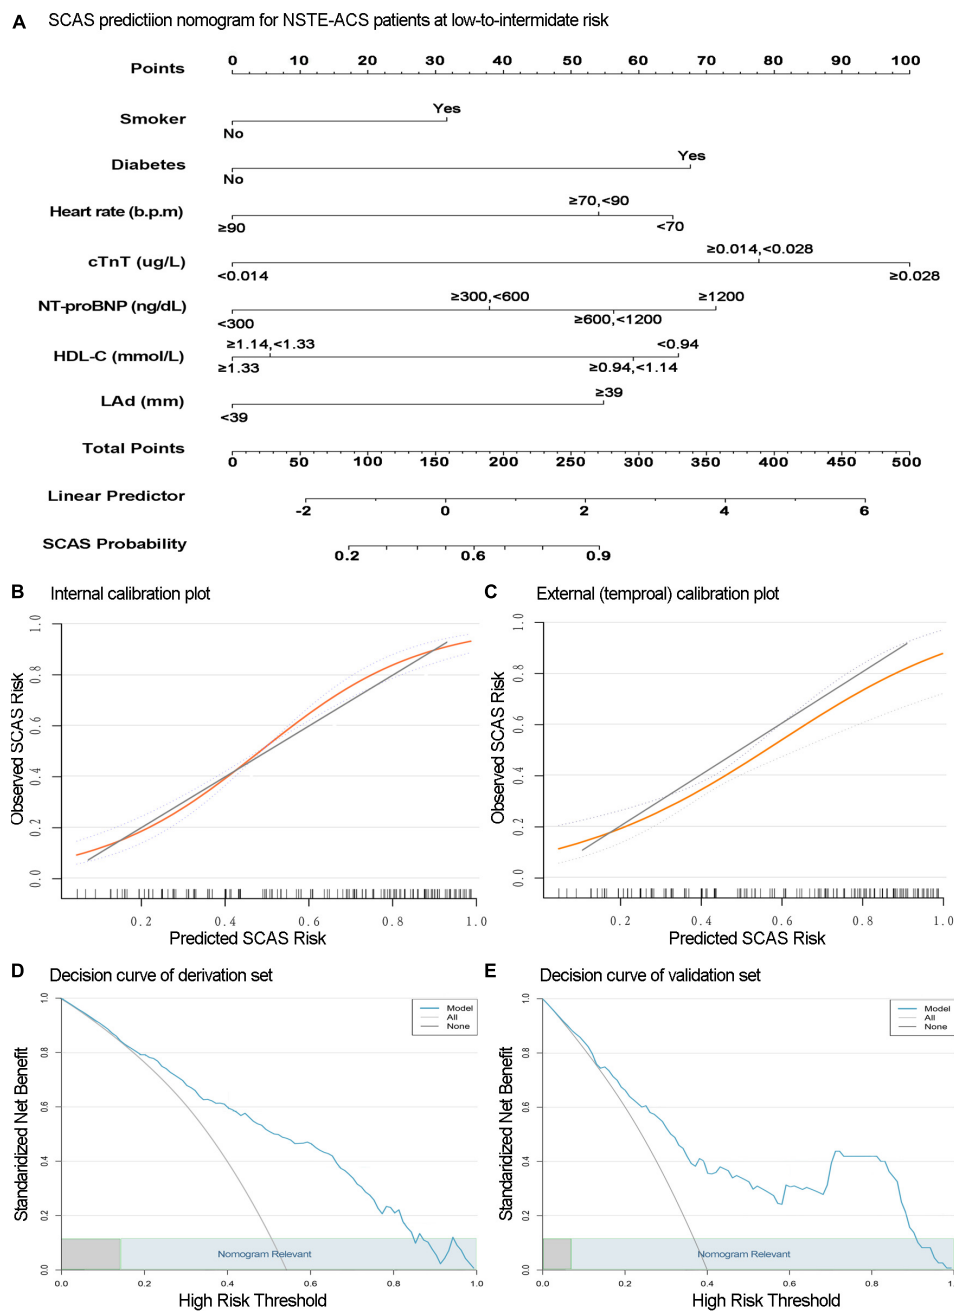 A SCAS predictiion nomogram for NSTE-ACS patients at low-to-intermidate risk
Points 0 10 20 30 40 50 60 70 80 90 100
Smoker No Yes
Diabetes No Yes
Heart rate (b.p.m) ≥90 ≥70,<90 <70
cTnT (ug/L) <0.014 ≥0.014,<0.028 ≥0.028
NT-proBNP (ng/dL) <300 ≥300,<600 ≥600,<1200 ≥1200
HDL-C (mmol/L) ≥1.33 ≥1.14,<1.33 ≥0.94,<1.14 <0.94
LAd (mm) <39 ≥39
Total Points 0 50 100 150 200 250 300 350 400 450 500
Linear Predictor -2 0 2 4 6
SCAS Probability 0.2 0.6 0.9
B Internal calibration plot
Observed SCAS Risk
0.0 0.2 0.4 0.6 0.8 1.0
0.2 0.4 0.6 0.8 1.0
Predicted SCAS Risk
C External (temproal) calibration plot
Observed SCAS Risk
0.0 0.2 0.4 0.6 0.8 1.0
0.2 0.4 0.6 0.8 1.0
Predicted SCAS Risk
D Decision curve of derivation set
Standaridized Net Benefit
0.0 0.2 0.4 0.6 0.8 1.0
Model
All
None
Nomogram Relevant
0.0 0.2 0.4 0.6 0.8 1.0
High Risk Threshold
E Decision curve of validation set
Standaridized Net Benefit
0.0 0.2 0.4 0.6 0.8 1.0
Model
All
None
Nomogram Relevant
0.0 0.2 0.4 0.6 0.8 1.0
High Risk Threshold